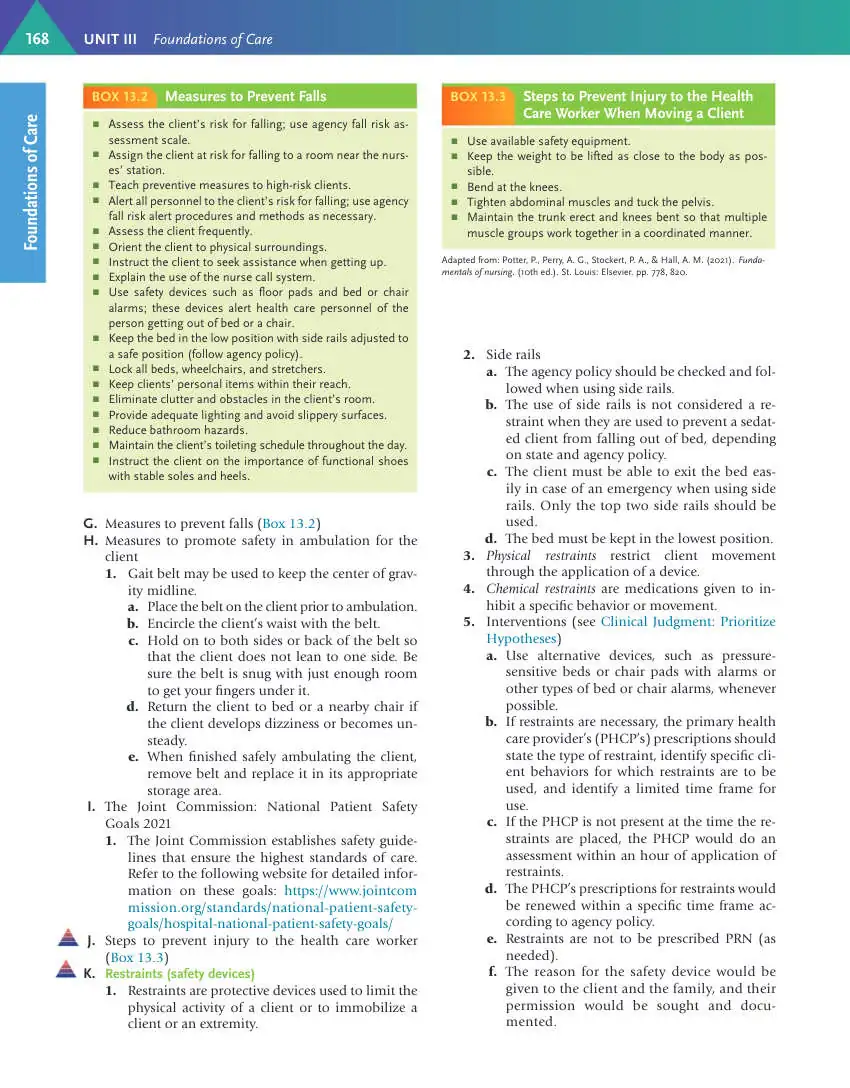 168
UNIT III Foundations of Care
Foundations of Care
BOX 13.2 Measures to Prevent Falls
■ Assess the client's risk for falling; use agency fall risk as-
sessment scale.
■ Assign the client at risk for falling to a room near the nurs-
es' station.
■ Teach preventive measures to high-risk clients.
■ Alert all personnel to the client's risk for falling; use agency
fall risk alert procedures and methods as necessary.
■ Assess the client frequently.
■ Orient the client to physical surroundings.
■ Instruct the client to seek assistance when getting up.
■ Explain the use of the nurse call system.
■ Use safety devices such as floor pads and bed or chair
alarms; these devices alert health care personnel of the
person getting out of bed or a chair.
■ Keep the bed in the low position with side rails adjusted to
a safe position (follow agency policy).
■ Lock all beds, wheelchairs, and stretchers.
■ Keep clients' personal items within their reach.
■ Eliminate clutter and obstacles in the client's room.
■ Provide adequate lighting and avoid slippery surfaces.
■ Reduce bathroom hazards.
■ Maintain the client's toileting schedule throughout the day.
■ Instruct the client on the importance of functional shoes
with stable soles and heels.
G. Measures to prevent falls (Box 13.2)
H. Measures to promote safety in ambulation for the
client
1. Gait belt may be used to keep the center of grav-
ity midline.
a. Place the belt on the client prior to ambulation.
b. Encircle the client's waist with the belt.
c. Hold on to both sides or back of the belt so
that the client does not lean to one side. Be
sure the belt is snug with just enough room
to get your fingers under it.
d. Return the client to bed or a nearby chair if
the client develops dizziness or becomes un-
steady.
e. When finished safely ambulating the client,
remove belt and replace it in its appropriate
storage area.
I. The Joint Commission: National Patient Safety
Goals 2021
1. The Joint Commission establishes safety guide-
lines that ensure the highest standards of care.
Refer to the following website for detailed infor-
mation on these goals: https://www.jointcom
mission.org/standards/national-patient-safety-
goals/hospital-national-patient-safety-goals/
J. Steps to prevent injury to the health care worker
(Box 13.3)
K. Restraints (safety devices)
1. Restraints are protective devices used to limit the
physical activity of a client or to immobilize a
client or an extremity.
BOX 13.3 Steps to Prevent Injury to the Health
Care Worker When Moving a Client
■ Use available safety equipment.
■ Keep the weight to be lifted as close to the body as pos-
sible.
■ Bend at the knees.
■ Tighten abdominal muscles and tuck the pelvis.
■ Maintain the trunk erect and knees bent so that multiple
muscle groups work together in a coordinated manner.
Adapted from: Potter, P., Perry, A. G., Stockert, P. A., & Hall, A. M. (2021). Funda-
mentals of nursing. (10th ed.). St. Louis: Elsevier. pp. 778, 820.
2. Side rails
a. The agency policy should be checked and fol-
lowed when using side rails.
b. The use of side rails is not considered a re-
straint when they are used to prevent a sedat-
ed client from falling out of bed, depending
on state and agency policy.
c. The client must be able to exit the bed eas-
ily in case of an emergency when using side
rails. Only the top two side rails should be
used.
d. The bed must be kept in the lowest position.
3. Physical restraints restrict client movement
through the application of a device.
4. Chemical restraints are medications given to in-
hibit a specific behavior or movement.
5. Interventions (see Clinical Judgment: Prioritize
Hypotheses)
a. Use alternative devices, such as pressure-
sensitive beds or chair pads with alarms or
other types of bed or chair alarms, whenever
possible.
b. If restraints are necessary, the primary health
care provider's (PHCP's) prescriptions should
state the type of restraint, identify specific cli-
ent behaviors for which restraints are to be
used, and identify a limited time frame for
use.
c. If the PHCP is not present at the time the re-
straints are placed, the PHCP would do an
assessment within an hour of application of
restraints.
d. The PHCP's prescriptions for restraints would
be renewed within a specific time frame ac-
cording to agency policy.
e. Restraints are not to be prescribed PRN (as
needed).
f. The reason for the safety device would be
given to the client and the family, and their
permission would be sought and docu-
mented.